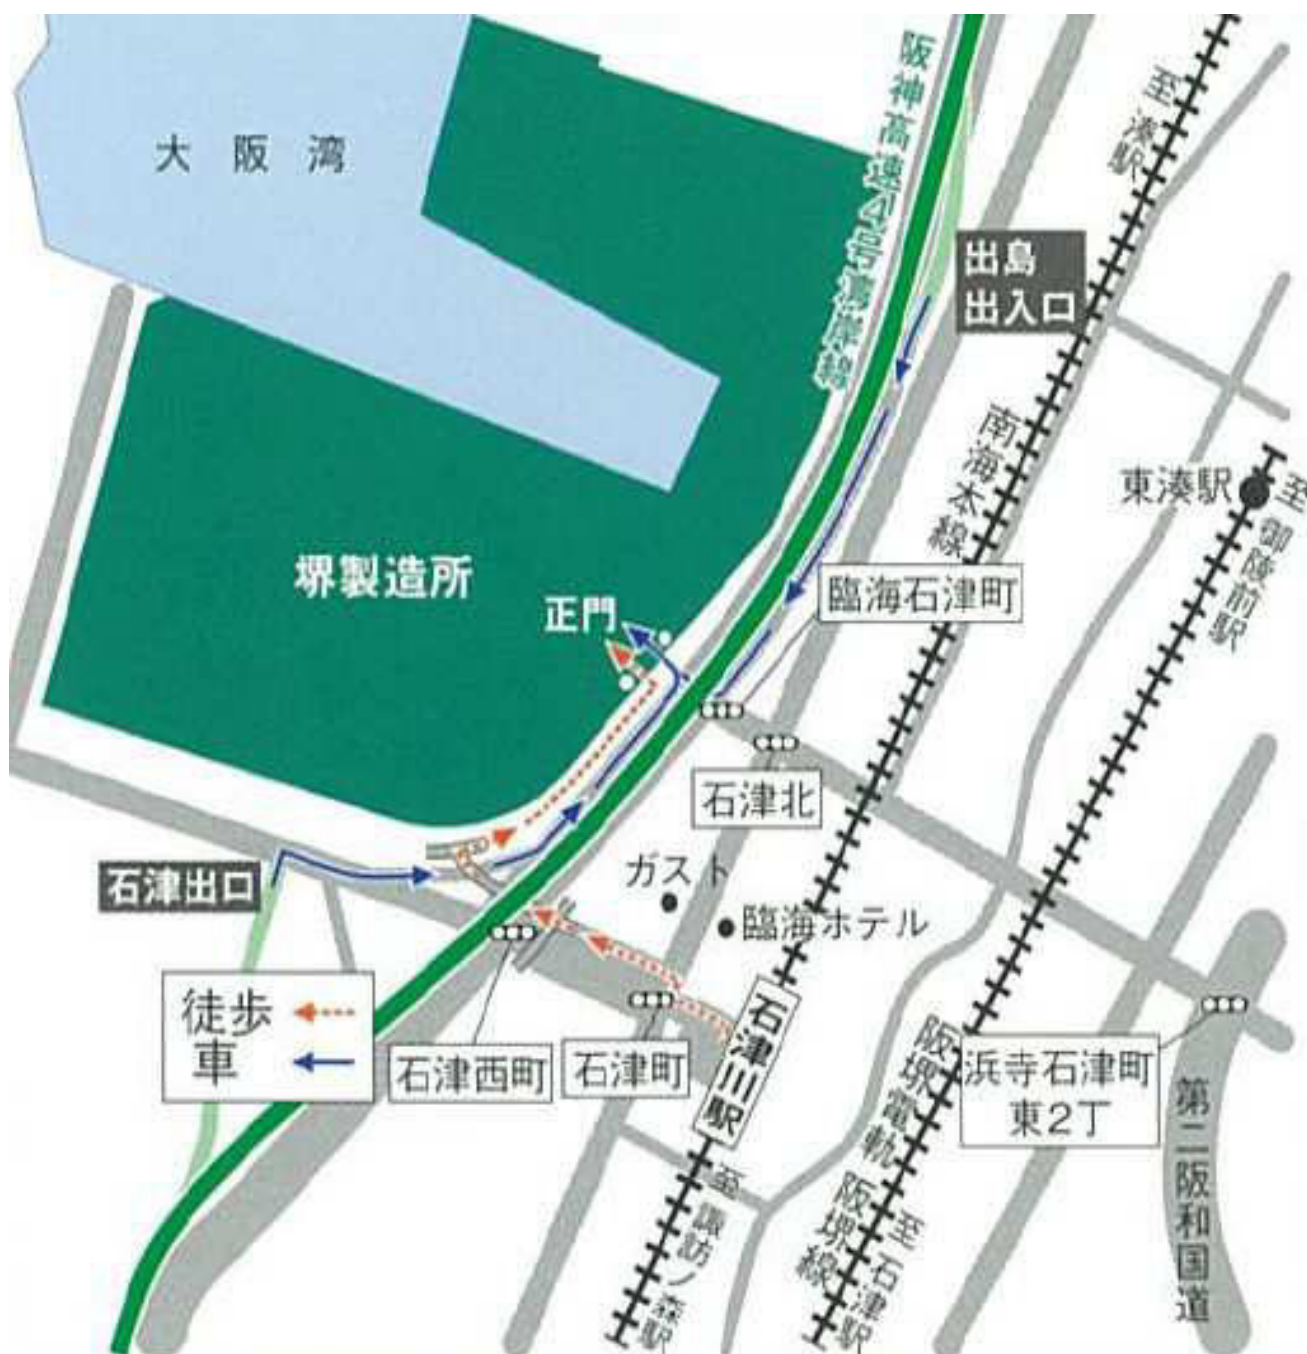 大阪湾
阪神高速4号湾岸線
至湊駅
出島
出入口
南海本線
東湊駅
至御陵前駅
堺製造所
正門
臨海石津町
石津北
ガスト
臨海ホテル
石津出口
徒歩
車
石津西町
石津町
石津川駅
浜寺石津町
東2丁
第二阪和国道
阪堺電軌阪堺線
至諏訪ノ森駅
至石津駅